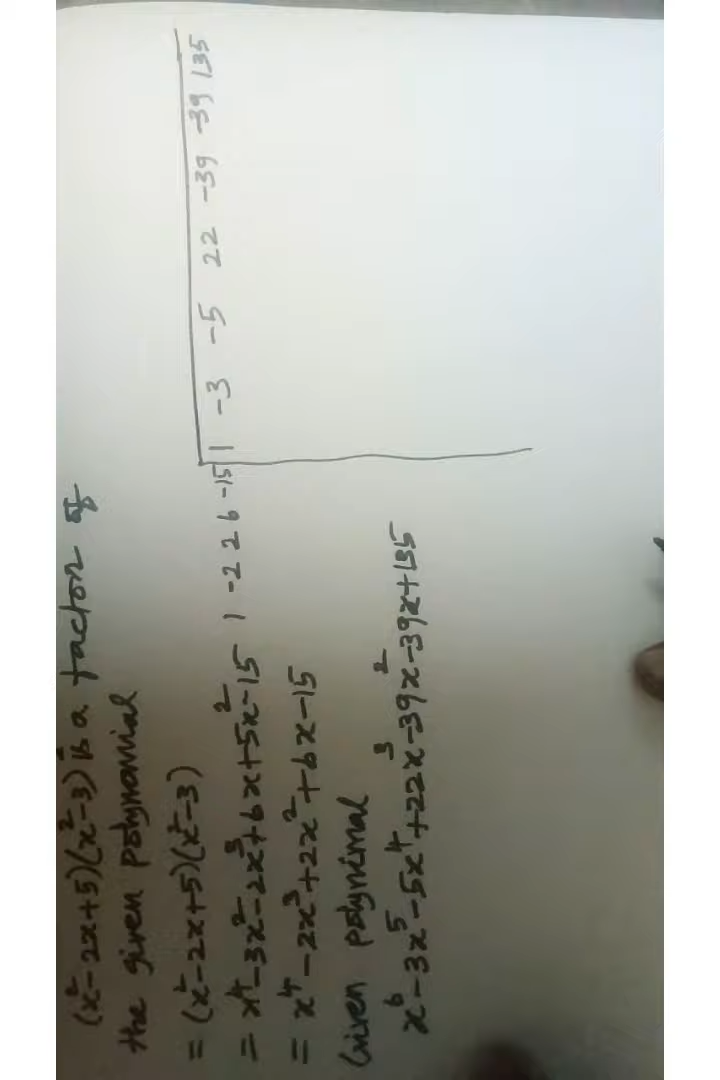 (x²-2x+5)(x²-3) is a factor of
the given polynomial
= (x²-2x+5)(x²-3)
= x⁴-3x²-2x³+6x+5x²-15
= x⁴-2x³+2x²+6x-15
Given polynimal
x⁶-3x⁵-5x⁴+22x³-39x²-39x+135
1 -2 2 6 -15 | 1 -3 -5 22 -39 -39 135